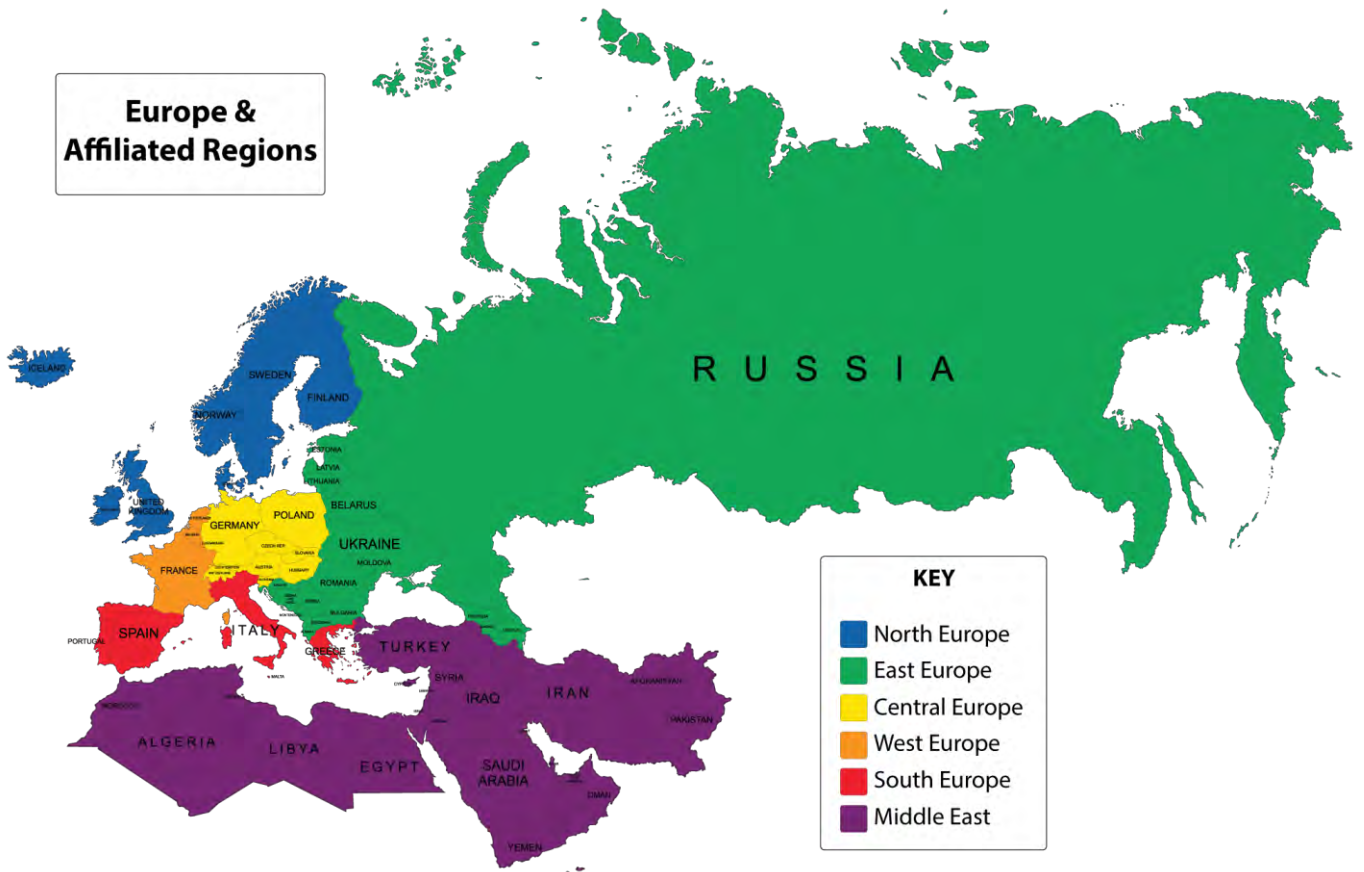 Europe &
Affiliated Regions
RUSSIA
ICELAND
SWEDEN
FINLAND
NORWAY
ESTONIA
LATVIA
LITHUANIA
BELARUS
UNITED
KINGDOM
GERMANY
POLAND
UKRAINE
CZECH REP.
SLOVAKIA
MOLDOVA
FRANCE
AUSTRIA
HUNGARY
ROMANIA
BULGARIA
SPAIN
PORTUGAL
ITALY
GREECE
TURKEY
MALTA
SYRIA
MOROCCO
ALGERIA
LIBYA
EGYPT
IRAQ
IRAN
AFGHANISTAN
PAKISTAN
SAUDI
ARABIA
OMAN
YEMEN
KEY
North Europe
East Europe
Central Europe
West Europe
South Europe
Middle East